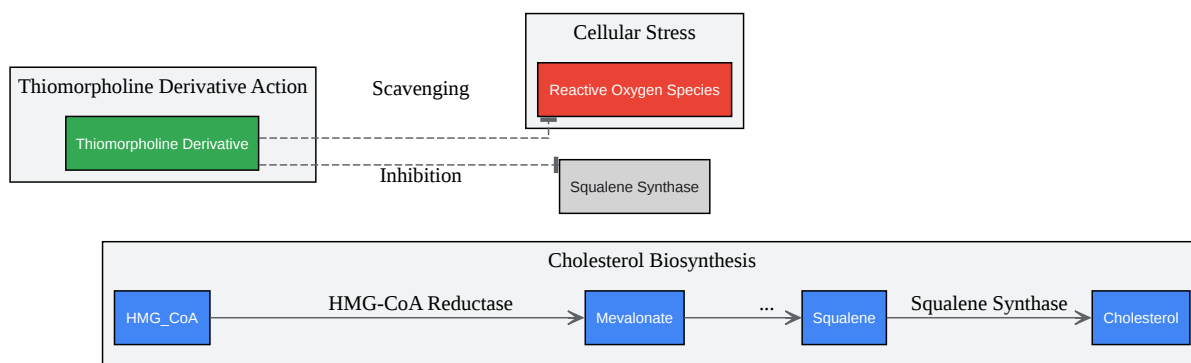 Cellular Stress
Thiomorpholine Derivative Action
Scavenging
Reactive Oxygen Species
Thiomorpholine Derivative
Inhibition
Squalene Synthase
Cholesterol Biosynthesis
HMG_CoA
HMG-CoA Reductase
Mevalonate
...
Squalene
Squalene Synthase
Cholesterol